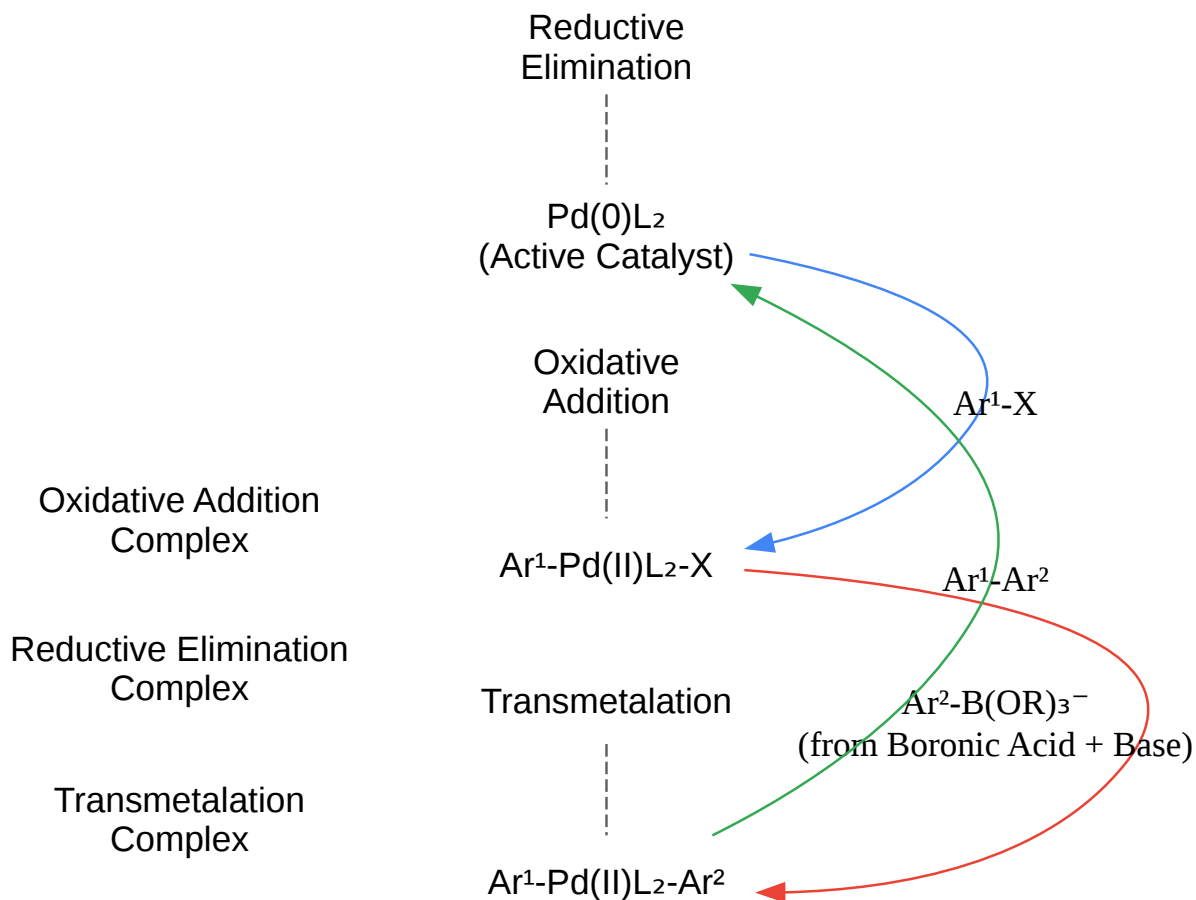 Reductive
Elimination
Pd(0)L₂
(Active Catalyst)
Oxidative
Addition
Ar¹-X
Oxidative Addition
Complex
Ar¹-Pd(II)L₂-X
Ar¹-Ar²
Reductive Elimination
Complex
Transmetalation
Ar²-B(OR)₃⁻
(from Boronic Acid + Base)
Transmetalation
Complex
Ar¹-Pd(II)L₂-Ar²